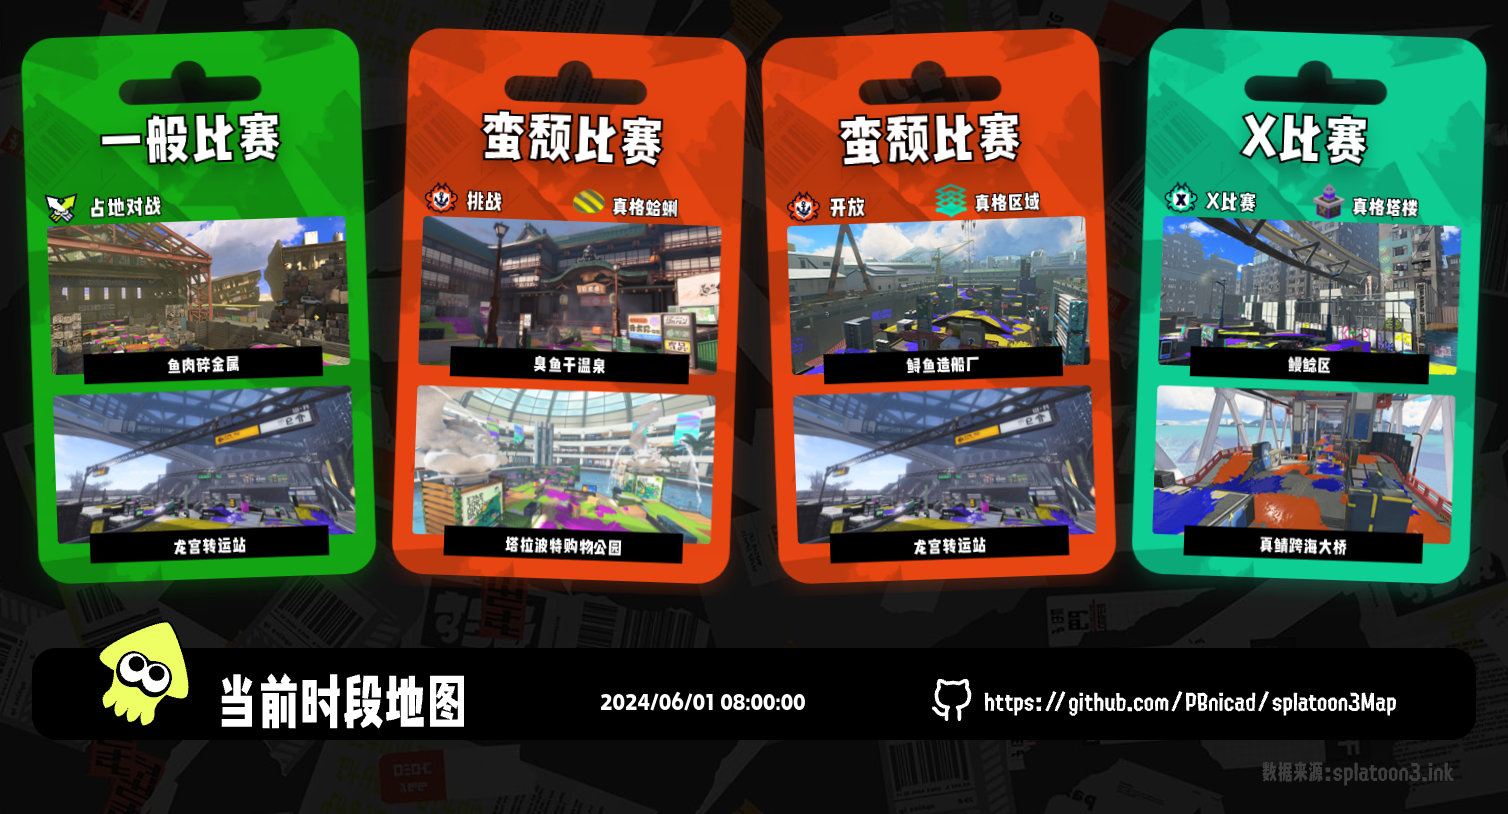 一般比赛
占地对战
鱼肉碎金属
龙宫转运站
蛮颓比赛
挑战
真格蛤蜊
臭鱼干温泉
塔拉波特购物公园
蛮颓比赛
开放
真格区域
鲟鱼造船厂
龙宫转运站
X比赛
X比赛
真格塔楼
鳗鲶区
真鲭跨海大桥
当前时段地图
2024/06/01 08:00:00
https://github.com/PBnicad/splatoon3Map
数据来源:splatoon3.ink